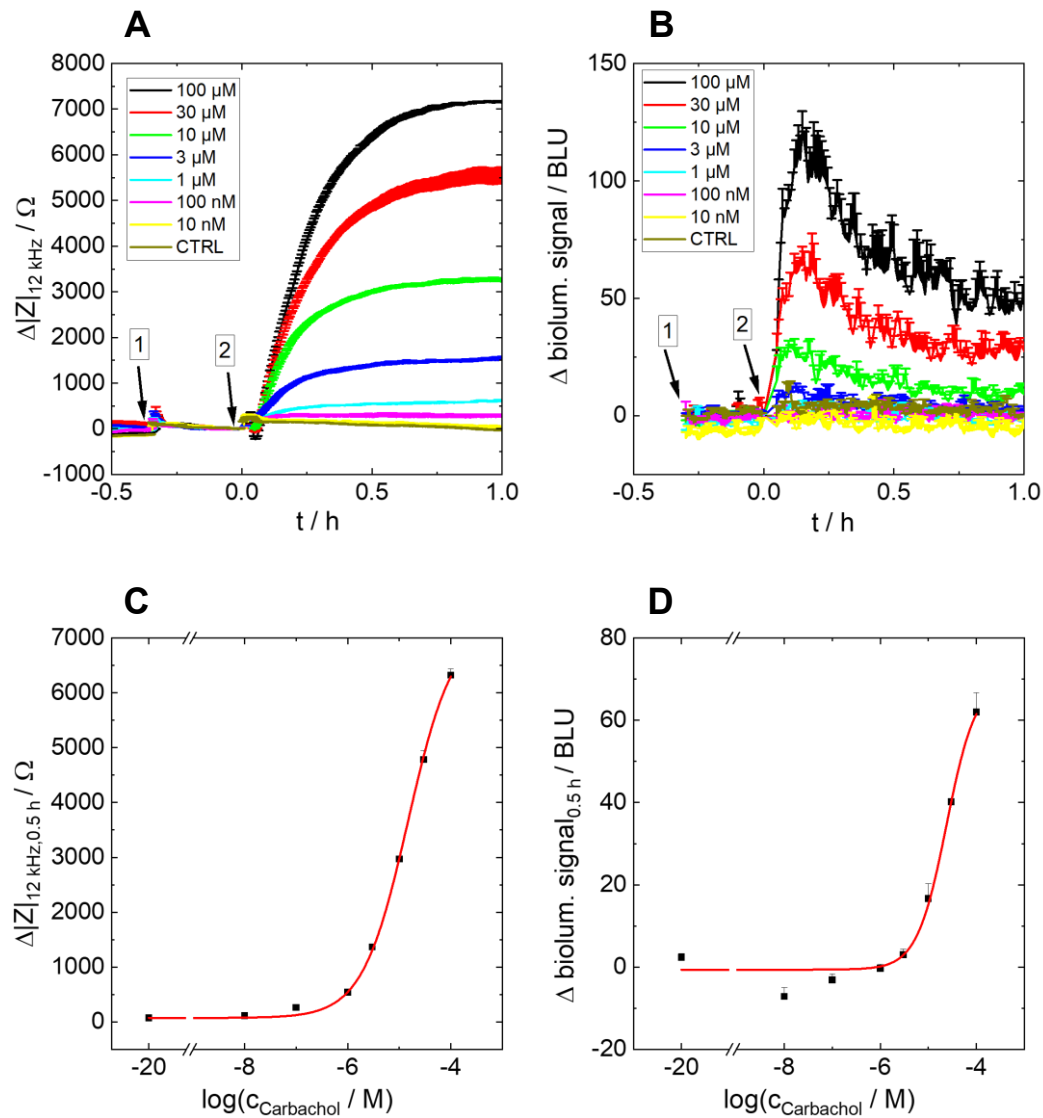 A
8000
7000
6000
5000
4000
3000
2000
1000
0
-1000
Δ|Z|12 kHz / Ω
100 µM
30 µM
10 µM
3 µM
1 µM
100 nM
10 nM
CTRL
1
2
-0.5 0.0 0.5 1.0
t / h
B
150
100
50
0
Δ biolum. signal / BLU
100 µM
30 µM
10 µM
3 µM
1 µM
100 nM
10 nM
CTRL
1
2
-0.5 0.0 0.5 1.0
t / h
C
7000
6000
5000
4000
3000
2000
1000
0
Δ|Z|12 kHz,0.5 h / Ω
-20 -8 -6 -4
log(cCarbachol / M)
D
80
60
40
20
0
-20
Δ biolum. signal0.5 h / BLU
-20 -8 -6 -4
log(cCarbachol / M)